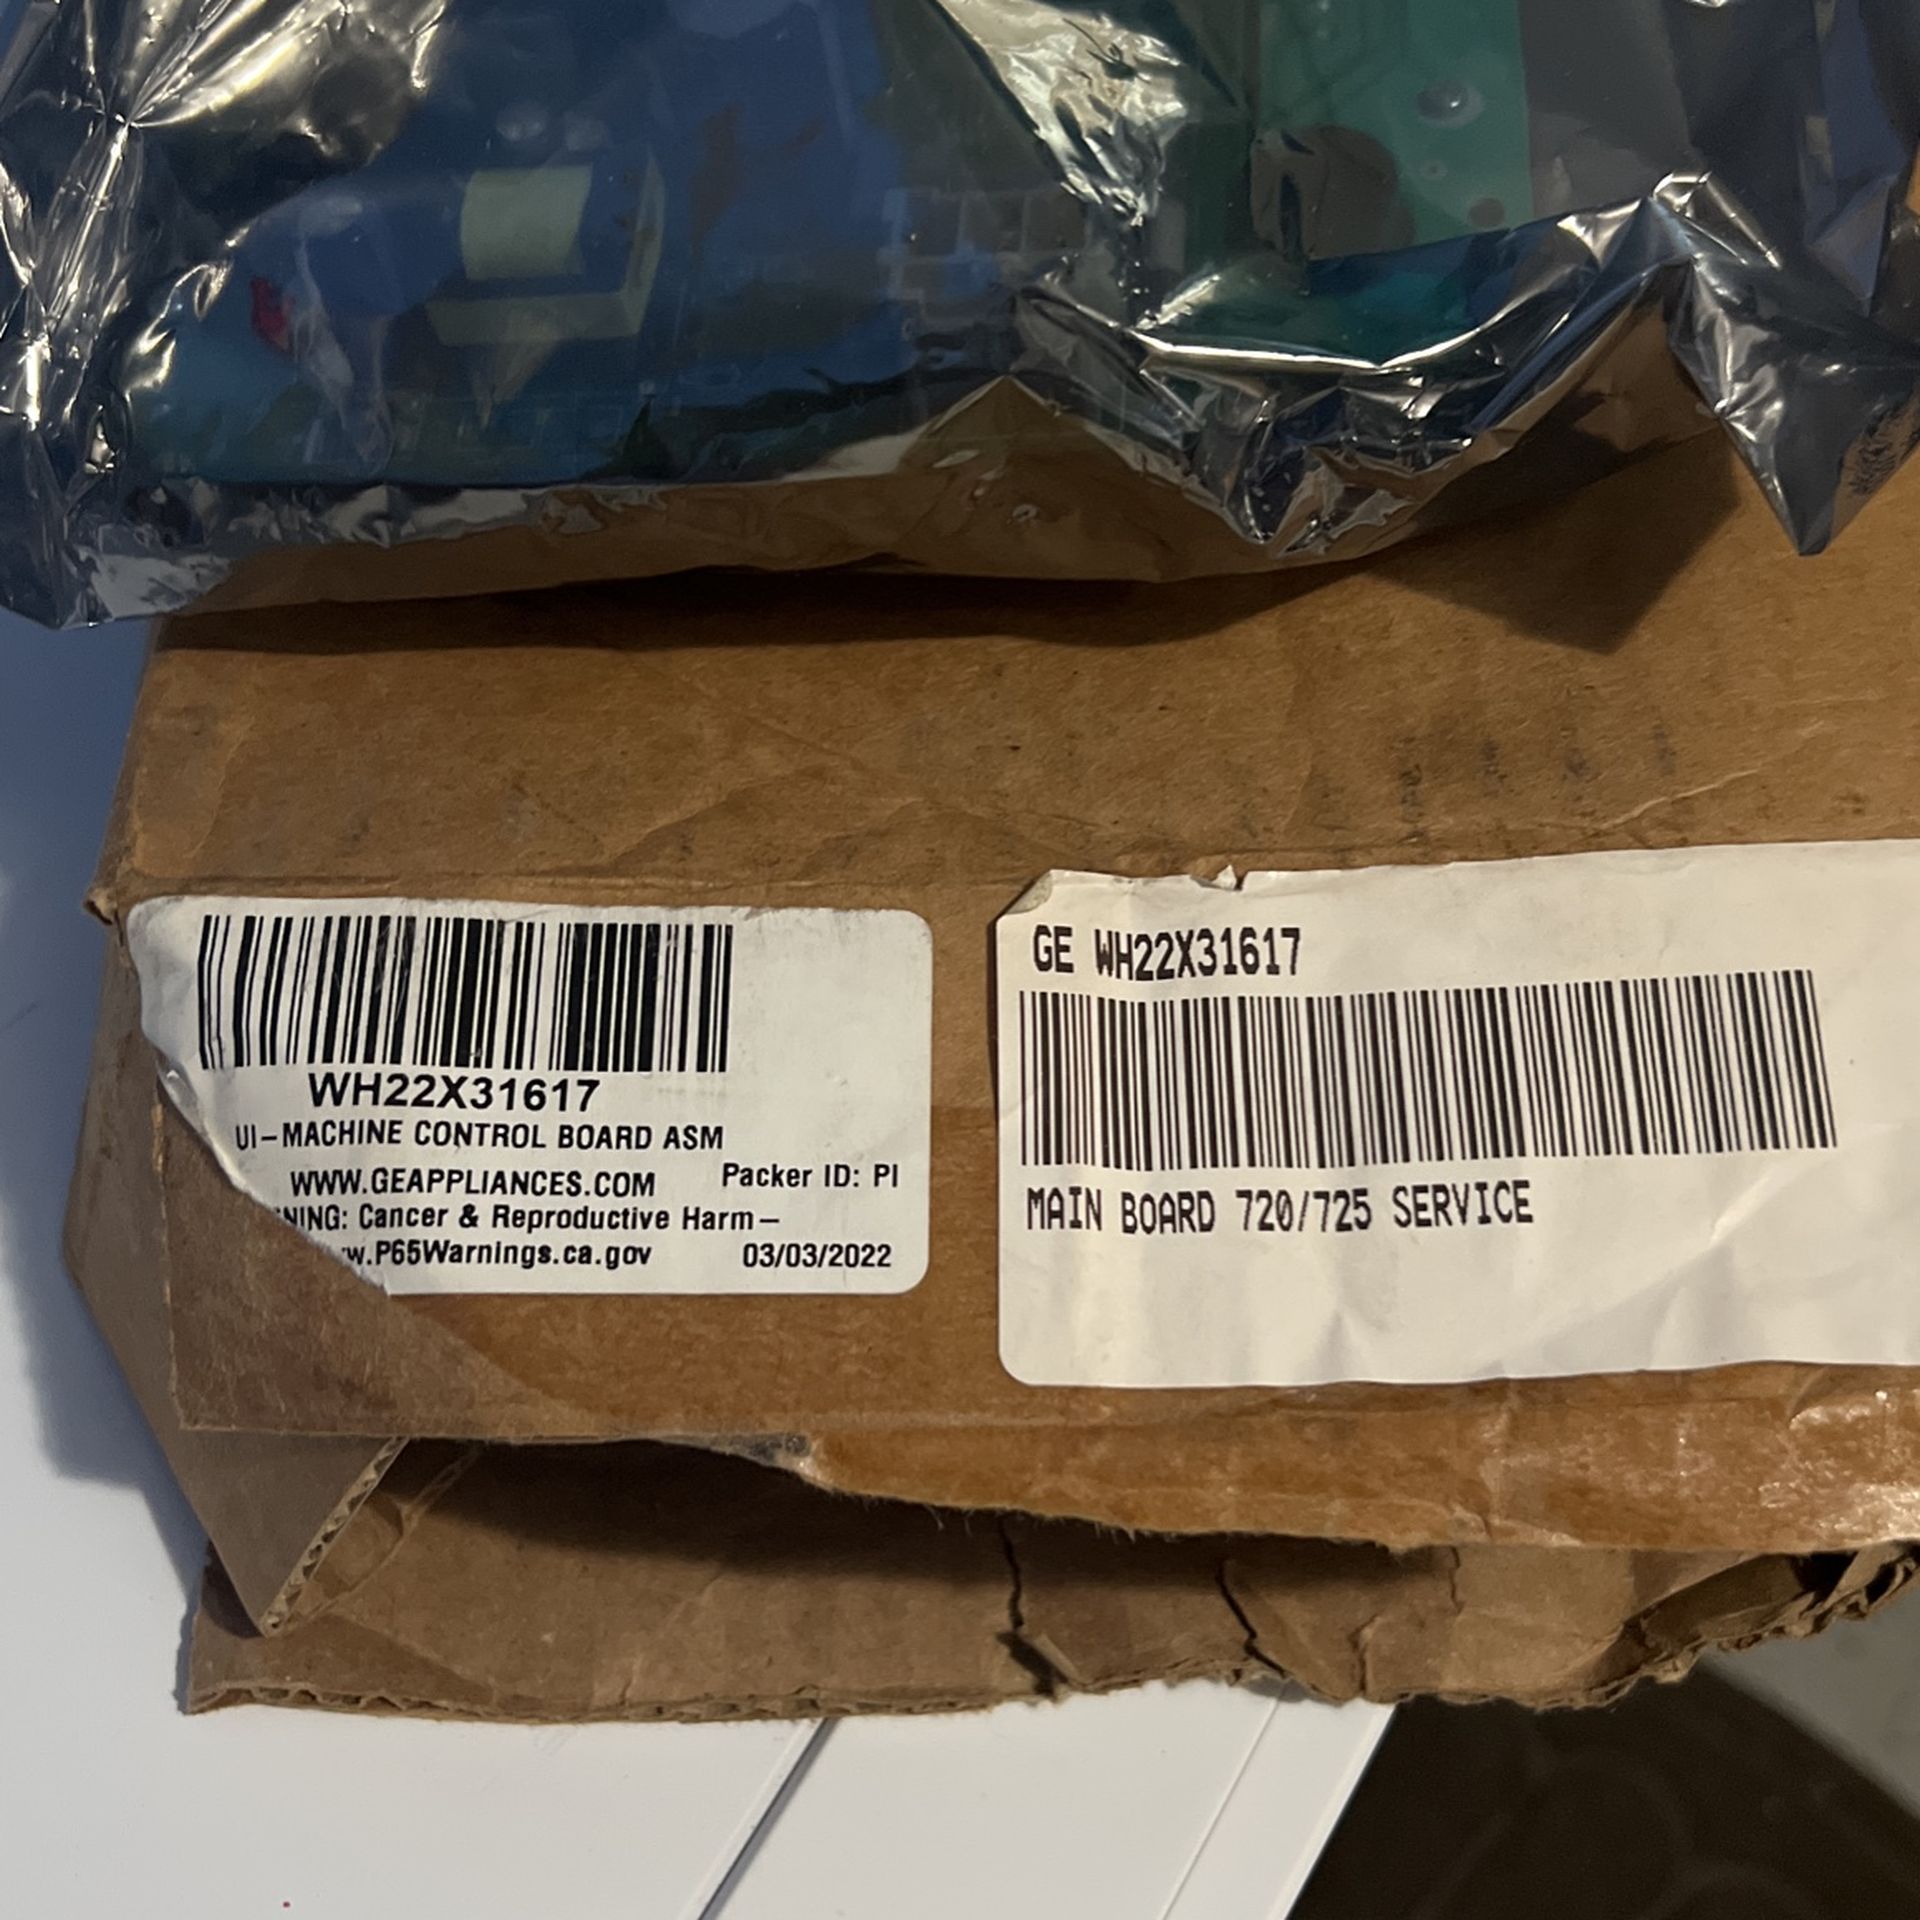 WH22X31617
UI-MACHINE CONTROL BOARD ASM
WWW.GEAPPLIANCES.COM Packer ID: PI
NING: Cancer & Reproductive Harm-
w.P65Warnings.ca.gov 03/03/2022
GE WH22X31617
MAIN BOARD 720/725 SERVICE